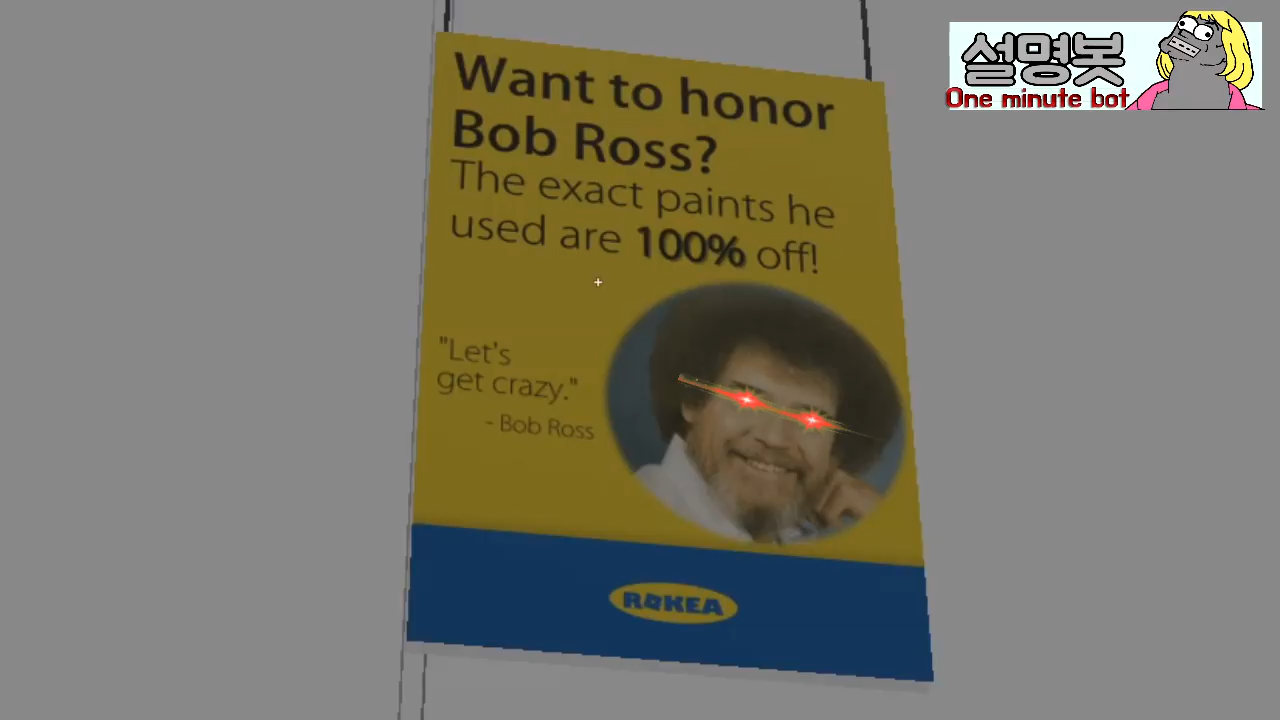 설명봇
One minute bot
Want to honor
Bob Ross?
The exact paints he
used are 100% off!
"Let's
get crazy."
- Bob Ross
ROKEA